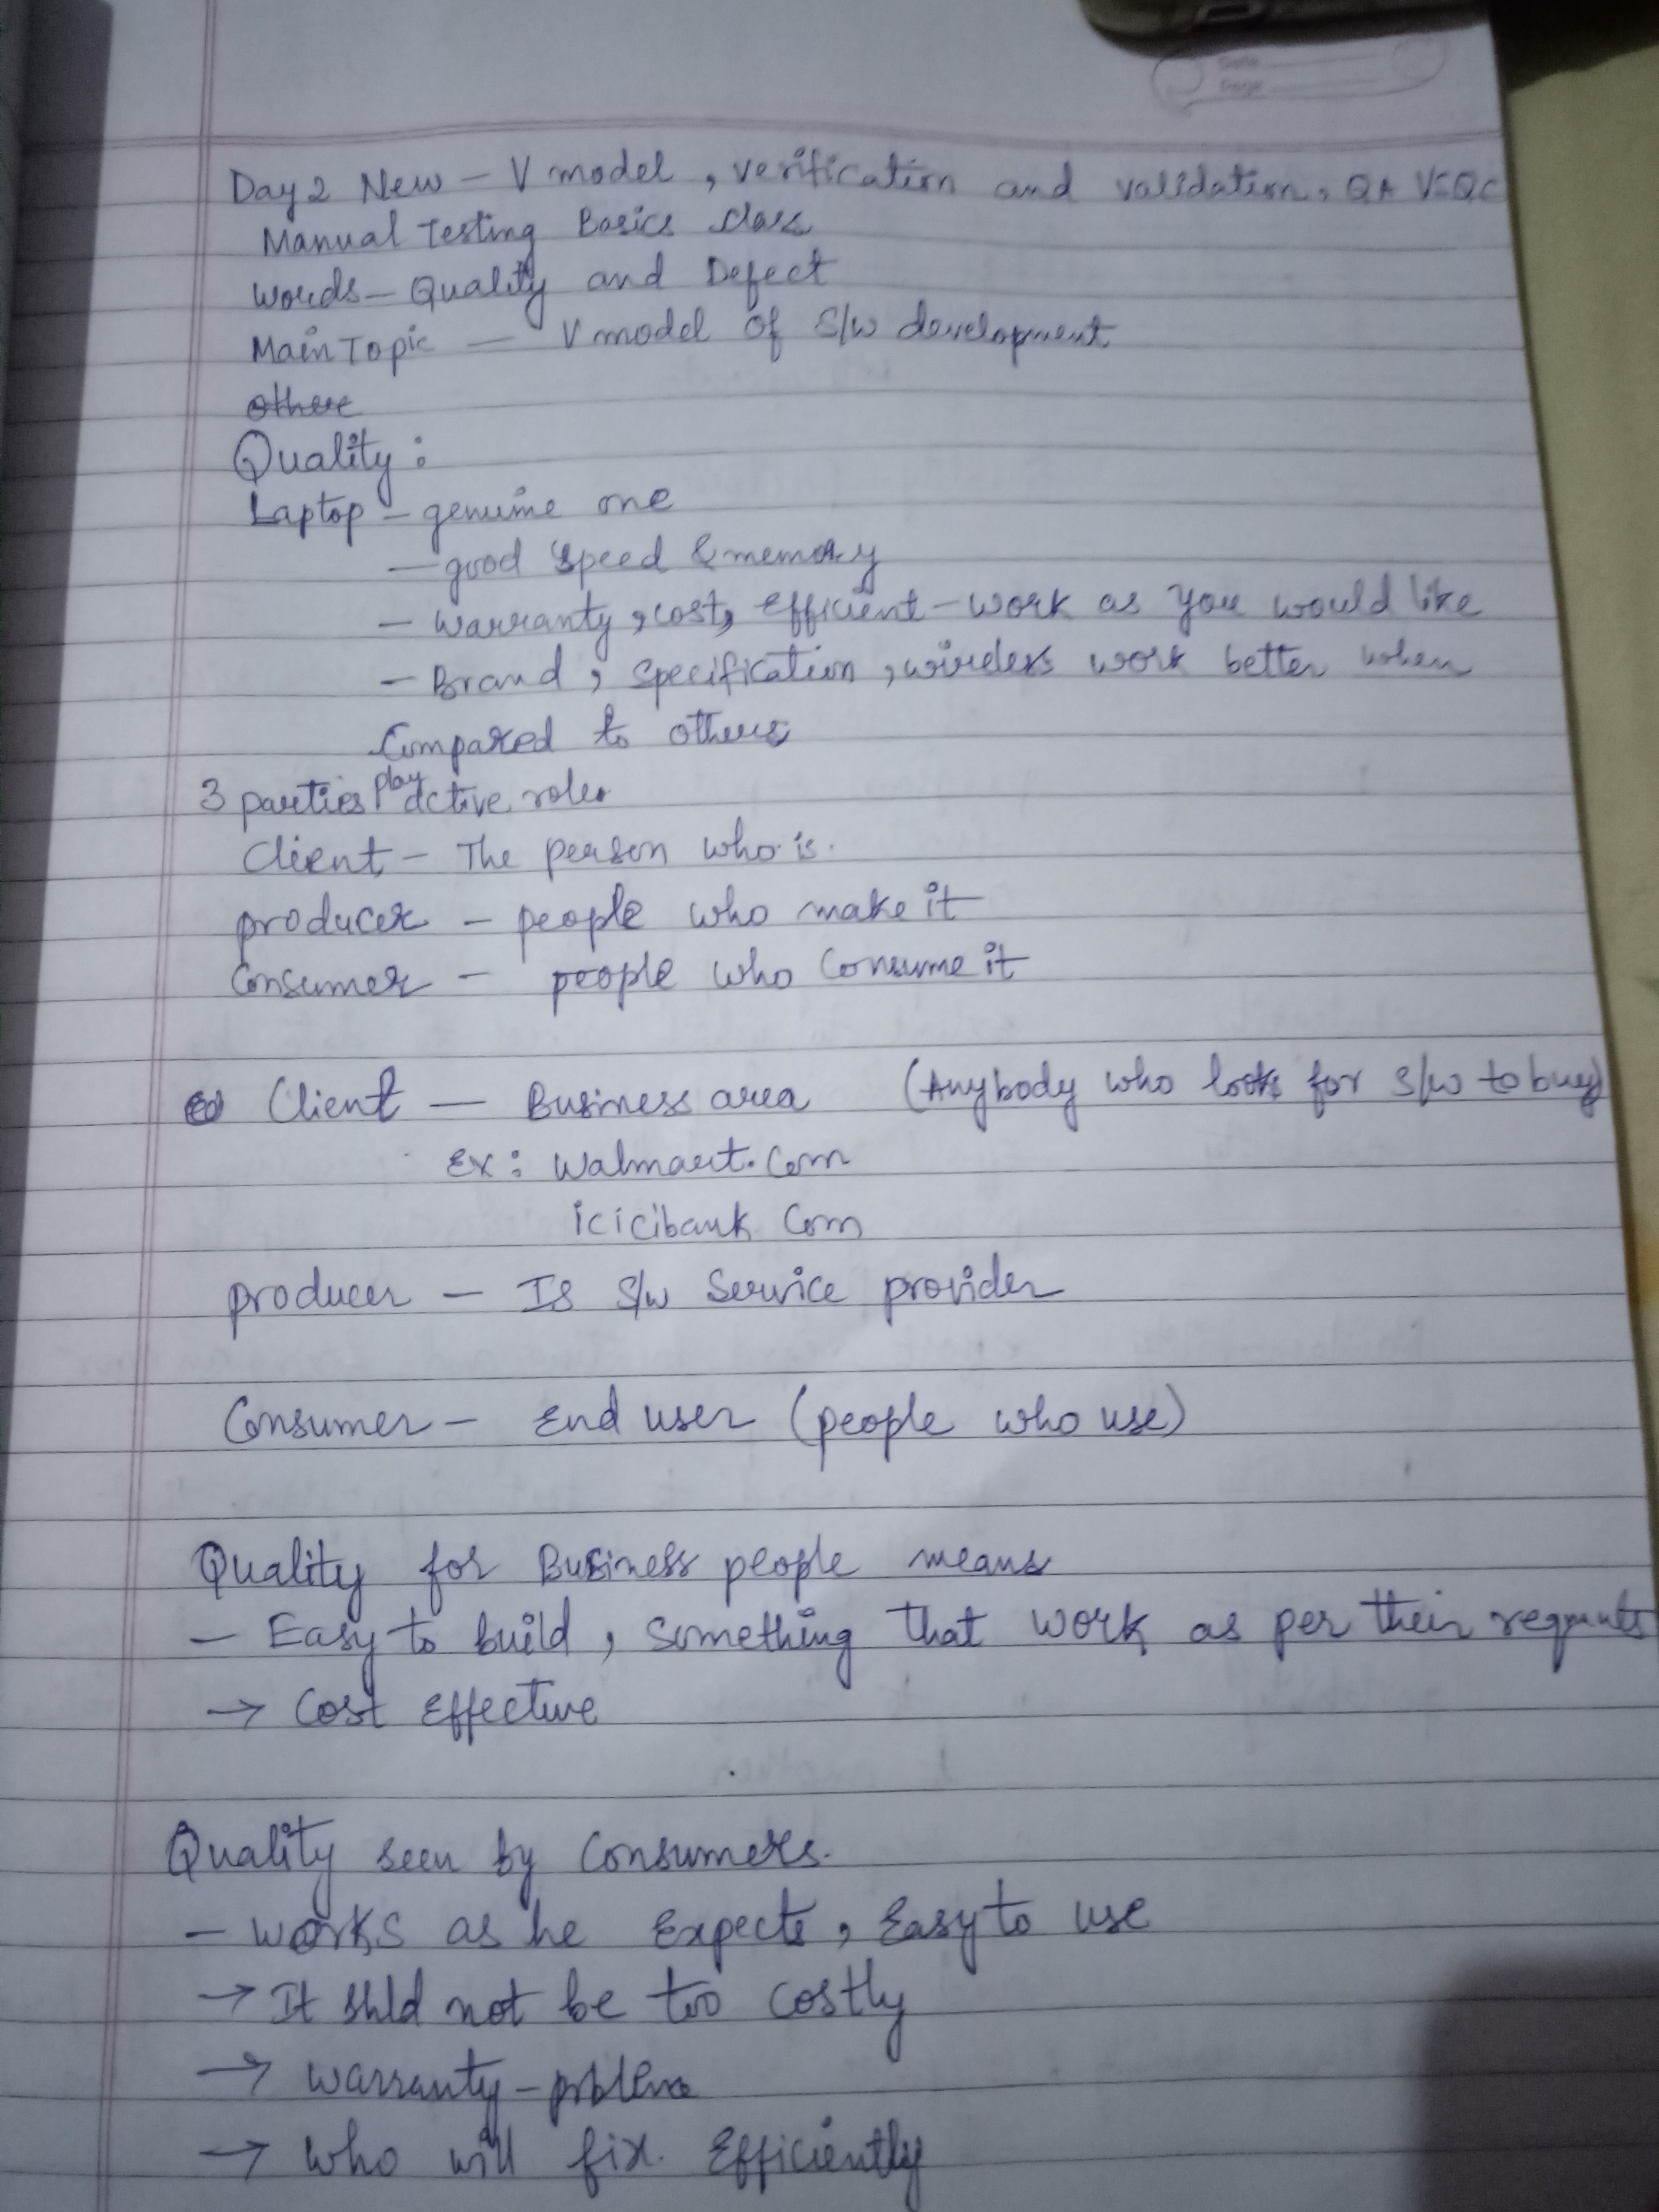 Date
Page
Day 2 New - V model, verification and validation, QA VS QC
Manual Testing Basics class
words - Quality and Defect
Main Topic - V model of S/W development
othere
Quality :
Laptop - genuine one
- good speed & memory
- warranty, cost, efficient - work as you would like
- Brand, specification, wireless work better when
Compared to others
3 parties play active roles
Client - The person who is.
producer - people who make it
Consumer - people who consume it
Client - Business area (Anybody who looks for S/w to buy)
Ex: Walmart.com
icicibank com
producer - Is S/w Service provider
Consumer - End user (people who use)
Quality for Business people means
- Easy to build, something that work as per their
→ Cost Effective
Quality seen by Consumers.
- works as he Expects, Easy to use
→ It shld not be too costly
→ warranty - problem
→ who will fix. Efficiently